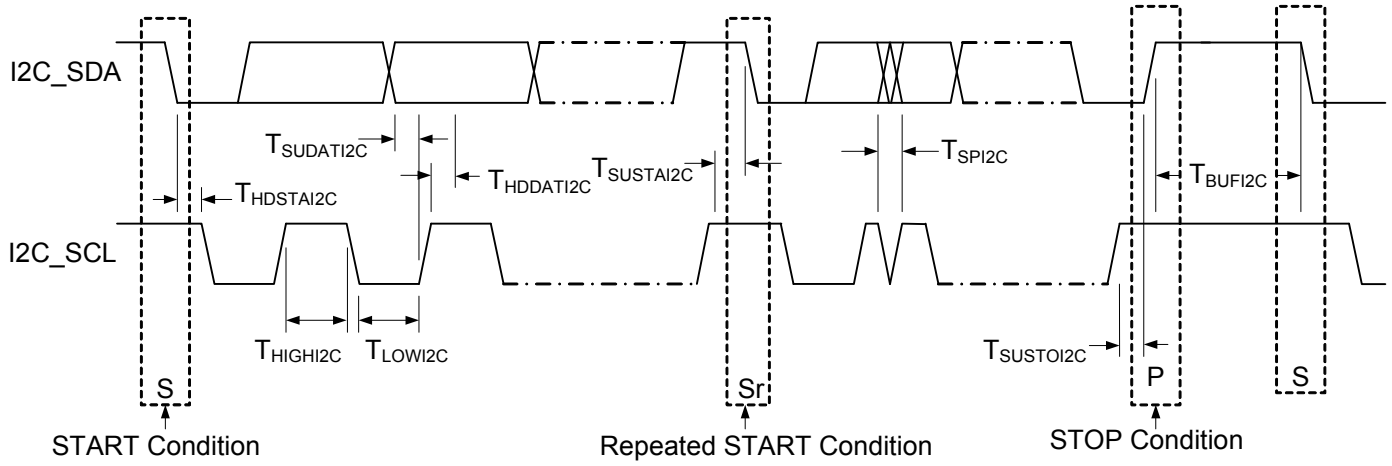 I2C_SDA
T_SUDATI2C
T_HDDATI2C
T_SUSTAI2C
T_SPI2C
T_BUFI2C
T_HDSTAI2C
I2C_SCL
T_HIGHI2C
T_LOWI2C
T_SUSTOI2C
S
Sr
P
S
START Condition
Repeated START Condition
STOP Condition